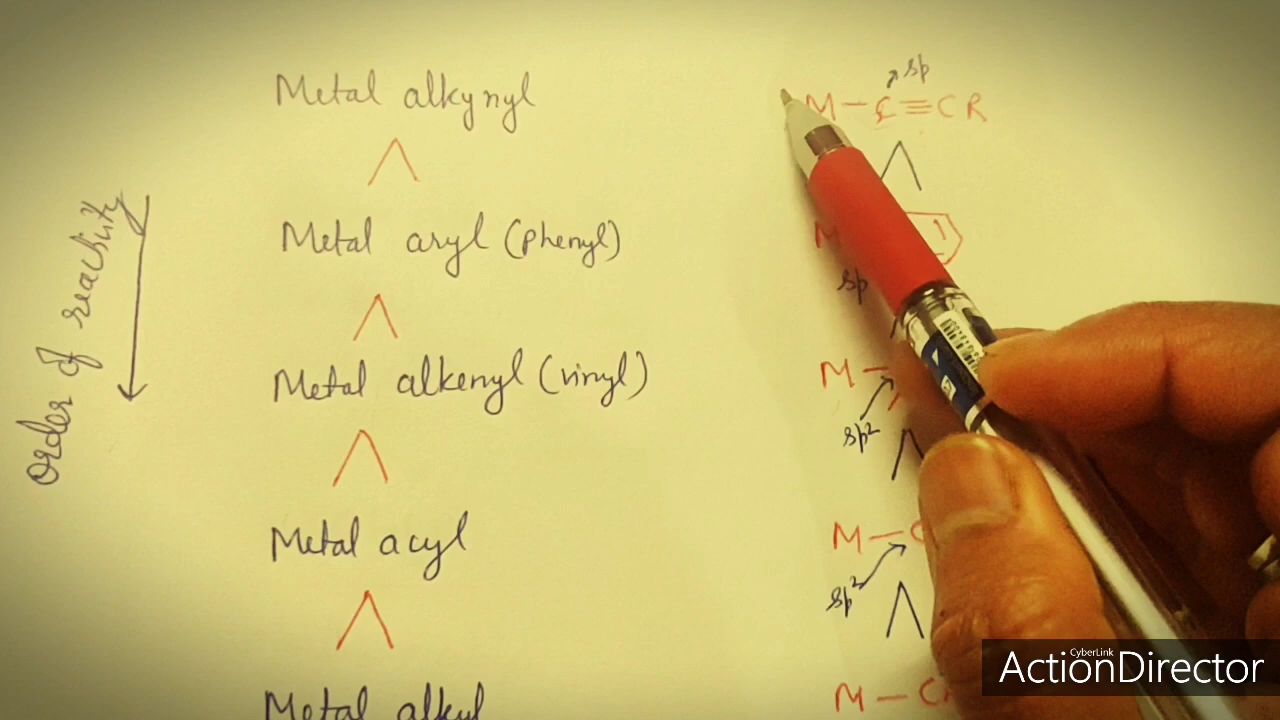 Metal alkynyl
Metal aryl (phenyl)
Metal alkenyl (vinyl)
Metal acyl
Metal alkyl
order of reactivity
sp
M - C ≡ CR
M
sp
M -
sp²
M - C
sp²
M - C
CyberLink
ActionDirector